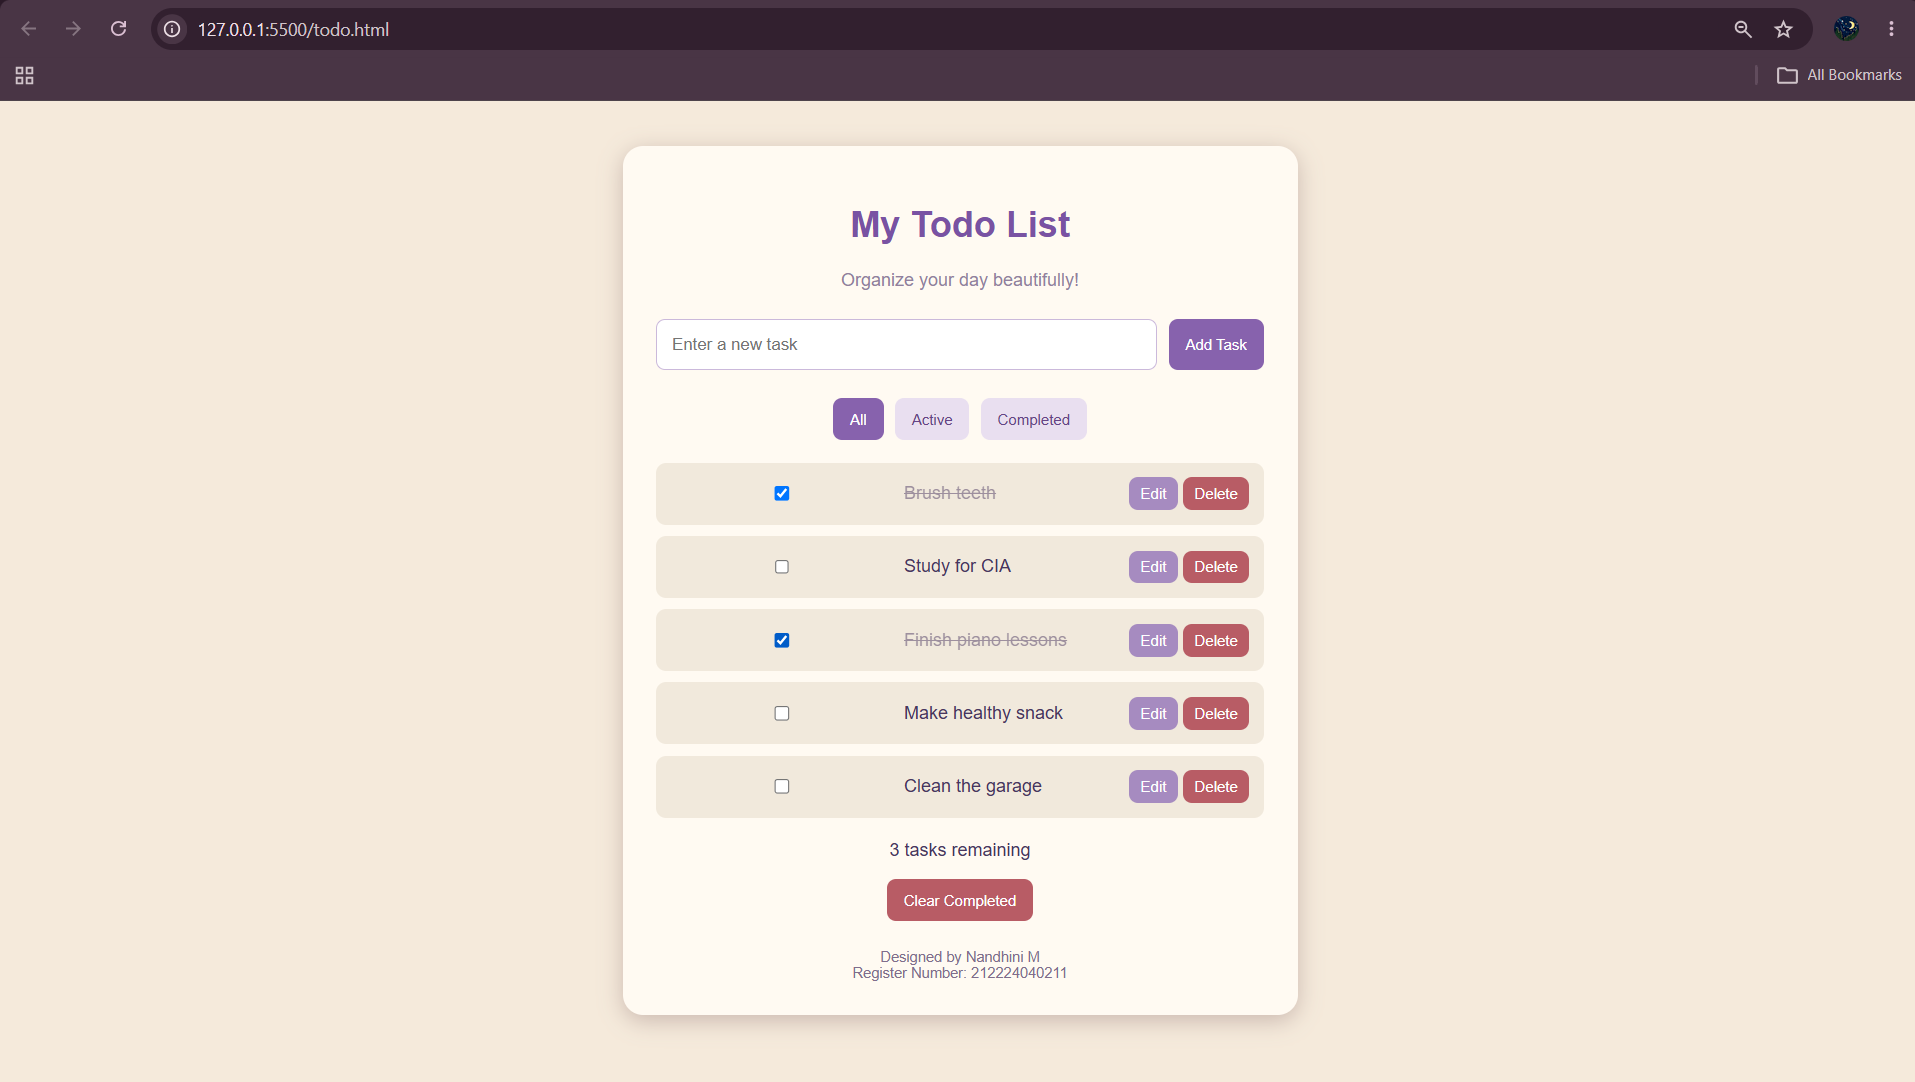 127.0.0.1:5500/todo.html
All Bookmarks
My Todo List
Organize your day beautifully!
Enter a new task
Add Task
All
Active
Completed
Brush teeth
Edit
Delete
Study for CIA
Edit
Delete
Finish piano lessons
Edit
Delete
Make healthy snack
Edit
Delete
Clean the garage
Edit
Delete
3 tasks remaining
Clear Completed
Designed by Nandhini M
Register Number: 212224040211